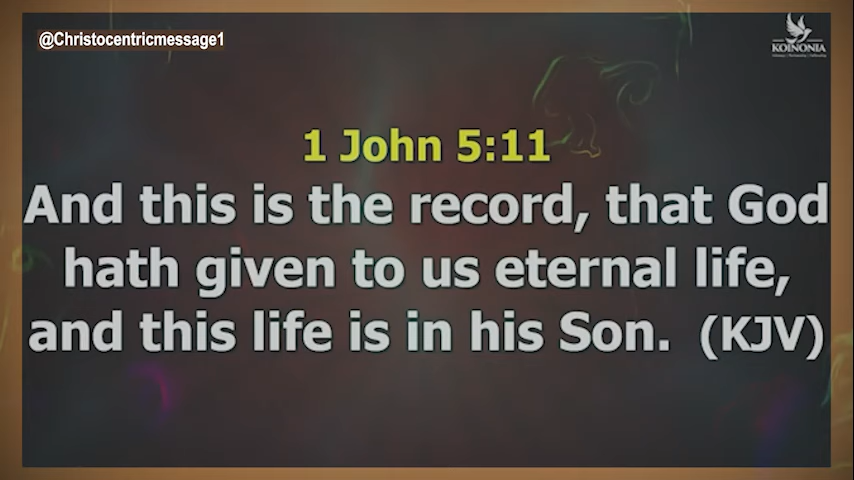 @Christocentricmessage1
KOINONIA
1 John 5:11
And this is the record, that God
hath given to us eternal life,
and this life is in his Son. (KJV)